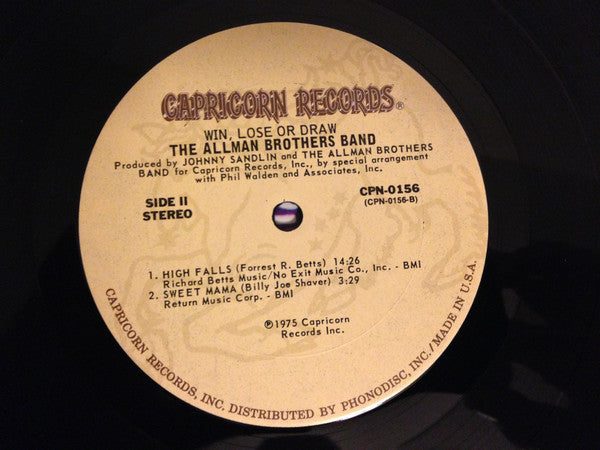 CAPRICORN RECORDS®
WIN, LOSE OR DRAW
THE ALLMAN BROTHERS BAND
Produced by JOHNNY SANDLIN and THE ALLMAN BROTHERS
BAND for Capricorn Records, Inc., by special arrangement
with Phil Walden and Associates, Inc.
SIDE II
STEREO
CPN-0156
(CPN-0156-B)
1. HIGH FALLS (Forrest R. Betts) 14:26
Richard Betts Music/No Exit Music Co., Inc. - BMI
2. SWEET MAMA (Billy Joe Shaver) 3:29
Return Music Corp. - BMI
℗1975 Capricorn
Records Inc.
CAPRICORN RECORDS, INC. DISTRIBUTED BY PHONODISC, INC./MADE IN U.S.A.